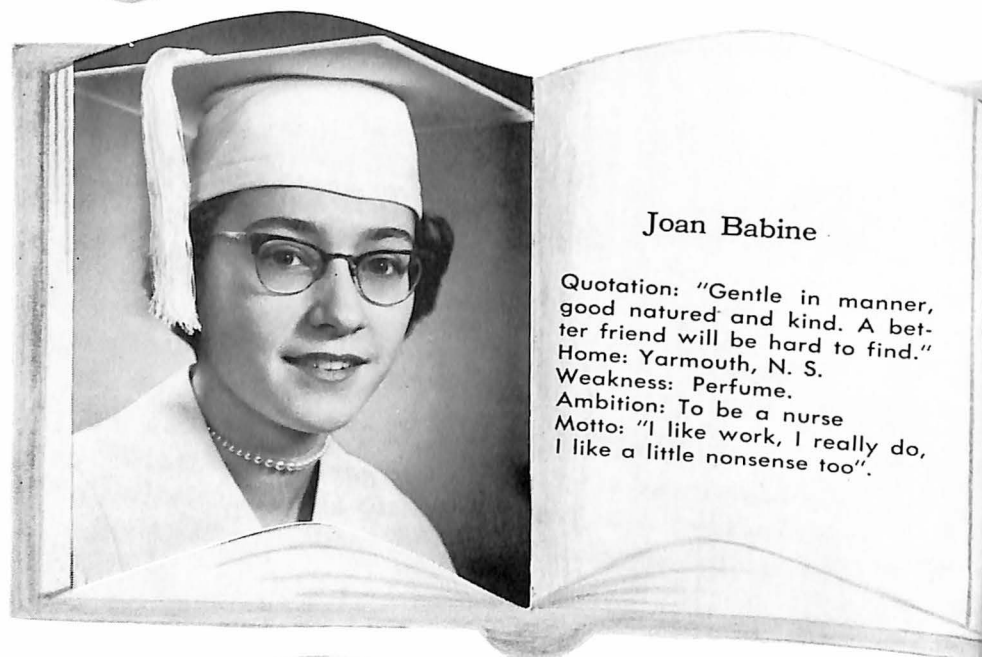 Joan Babine
Quotation: "Gentle in manner,
good natured and kind. A bet-
ter friend will be hard to find."
Home: Yarmouth, N. S.
Weakness: Perfume.
Ambition: To be a nurse
Motto: "I like work, I really do,
I like a little nonsense too".